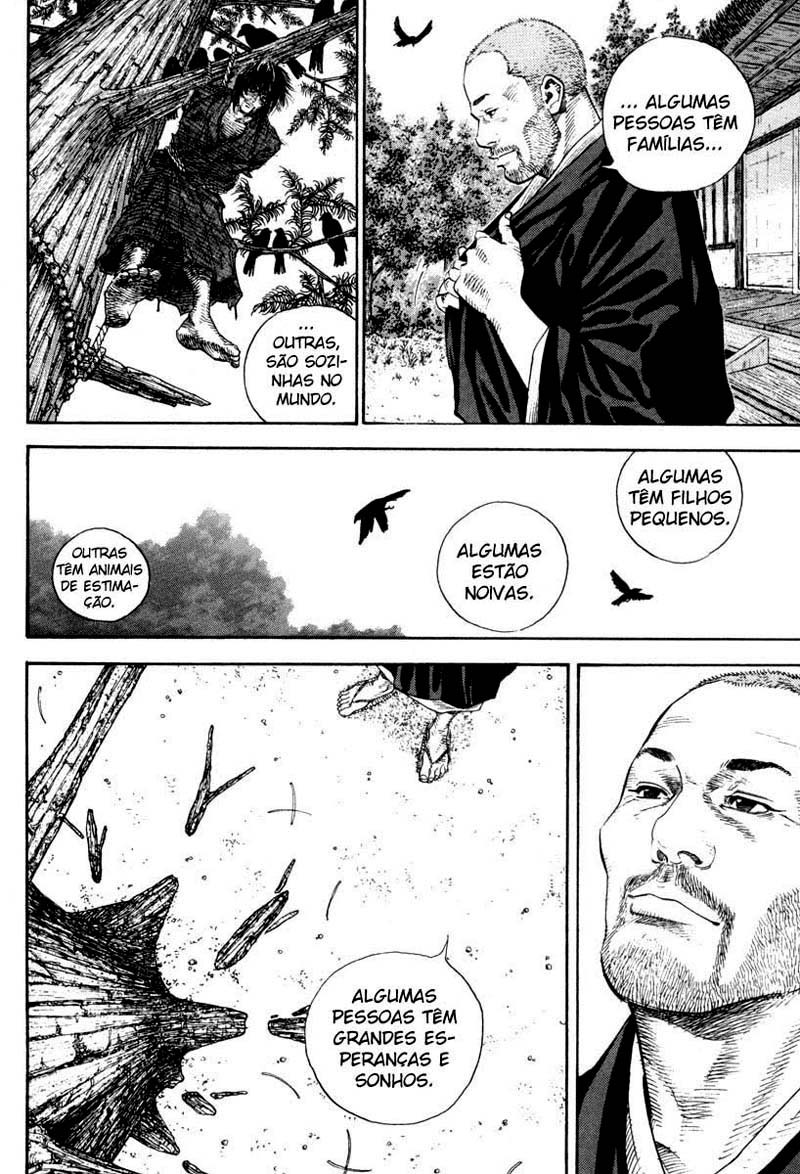 ... ALGUMAS
PESSOAS TÊM
FAMÍLIAS...
...
OUTRAS,
SÃO SOZI-
NHAS NO
MUNDO.
ALGUMAS
TÊM FILHOS
PEQUENOS.
ALGUMAS
ESTÃO
NOIVAS.
OUTRAS
TÊM ANIMAIS
DE ESTIMA-
ÇÃO.
ALGUMAS
PESSOAS TÊM
GRANDES ES-
PERANÇAS E
SONHOS.